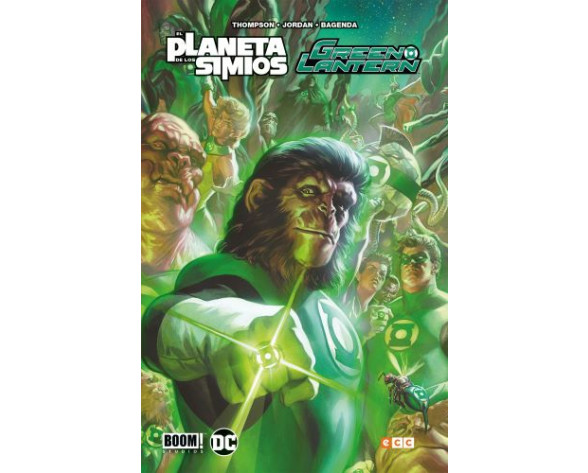 THOMPSON • JORDAN • BAGENDA
EL PLANETA
DE LOS SIMIOS
GREEN LANTERN
BOOM!
STUDIOS
DC
ecc